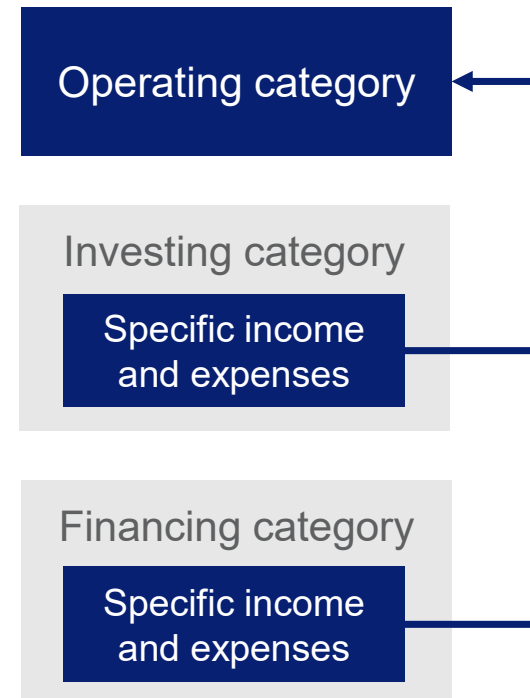 Operating category
Investing category
Specific income
and expenses
Financing category
Specific income
and expenses